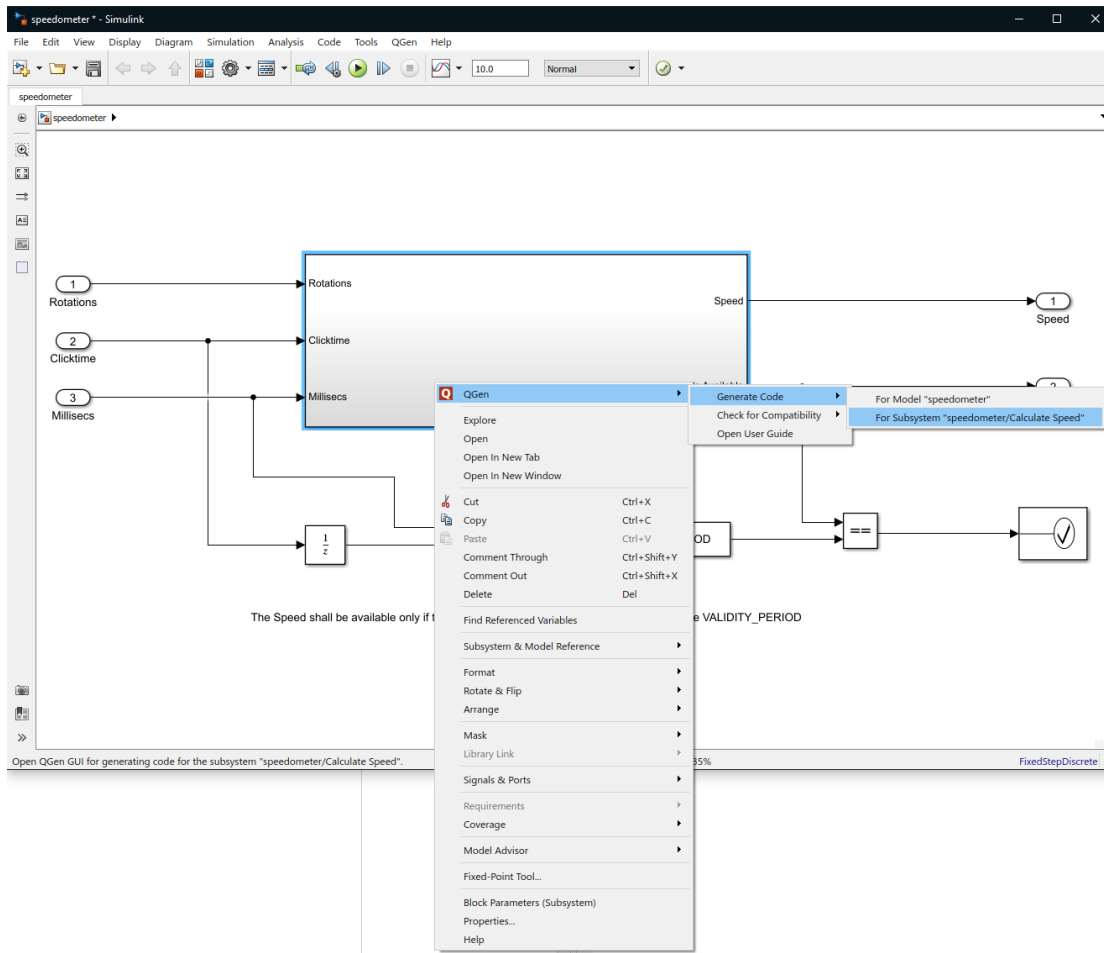 speedometer * - Simulink
File Edit View Display Diagram Simulation Analysis Code Tools QGen Help
10.0 Normal
speedometer
speedometer
1
Rotations
2
Clicktime
3
Millisecs
Rotations
Clicktime
Millisecs
Speed
1
Speed
QGen
Explore
Open
Open In New Tab
Open In New Window
Cut Ctrl+X
Copy Ctrl+C
Paste Ctrl+V
Comment Through Ctrl+Shift+Y
Comment Out Ctrl+Shift+X
Delete Del
Find Referenced Variables
Subsystem & Model Reference
Format
Rotate & Flip
Arrange
Mask
Library Link
Signals & Ports
Requirements
Coverage
Model Advisor
Fixed-Point Tool...
Block Parameters (Subsystem)
Properties...
Help
Generate Code
Check for Compatibility
Open User Guide
For Model "speedometer"
For Subsystem "speedometer/Calculate Speed"
1
z
OD
==
The Speed shall be available only if t
e VALIDITY_PERIOD
Open QGen GUI for generating code for the subsystem "speedometer/Calculate Speed".
35%
FixedStepDiscrete